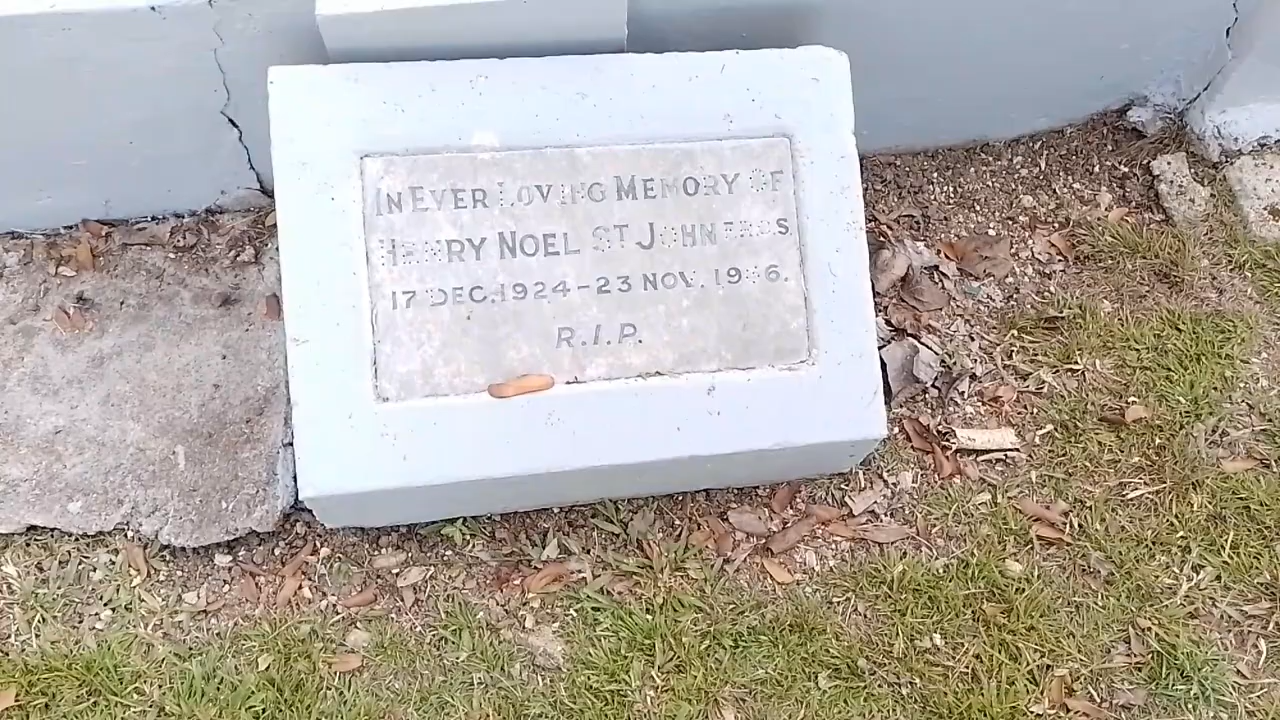 IN EVER LOVING MEMORY OF
HENRY NOEL ST JOHN
17 DEC. 1924 – 23 NOV.
R.I.P.